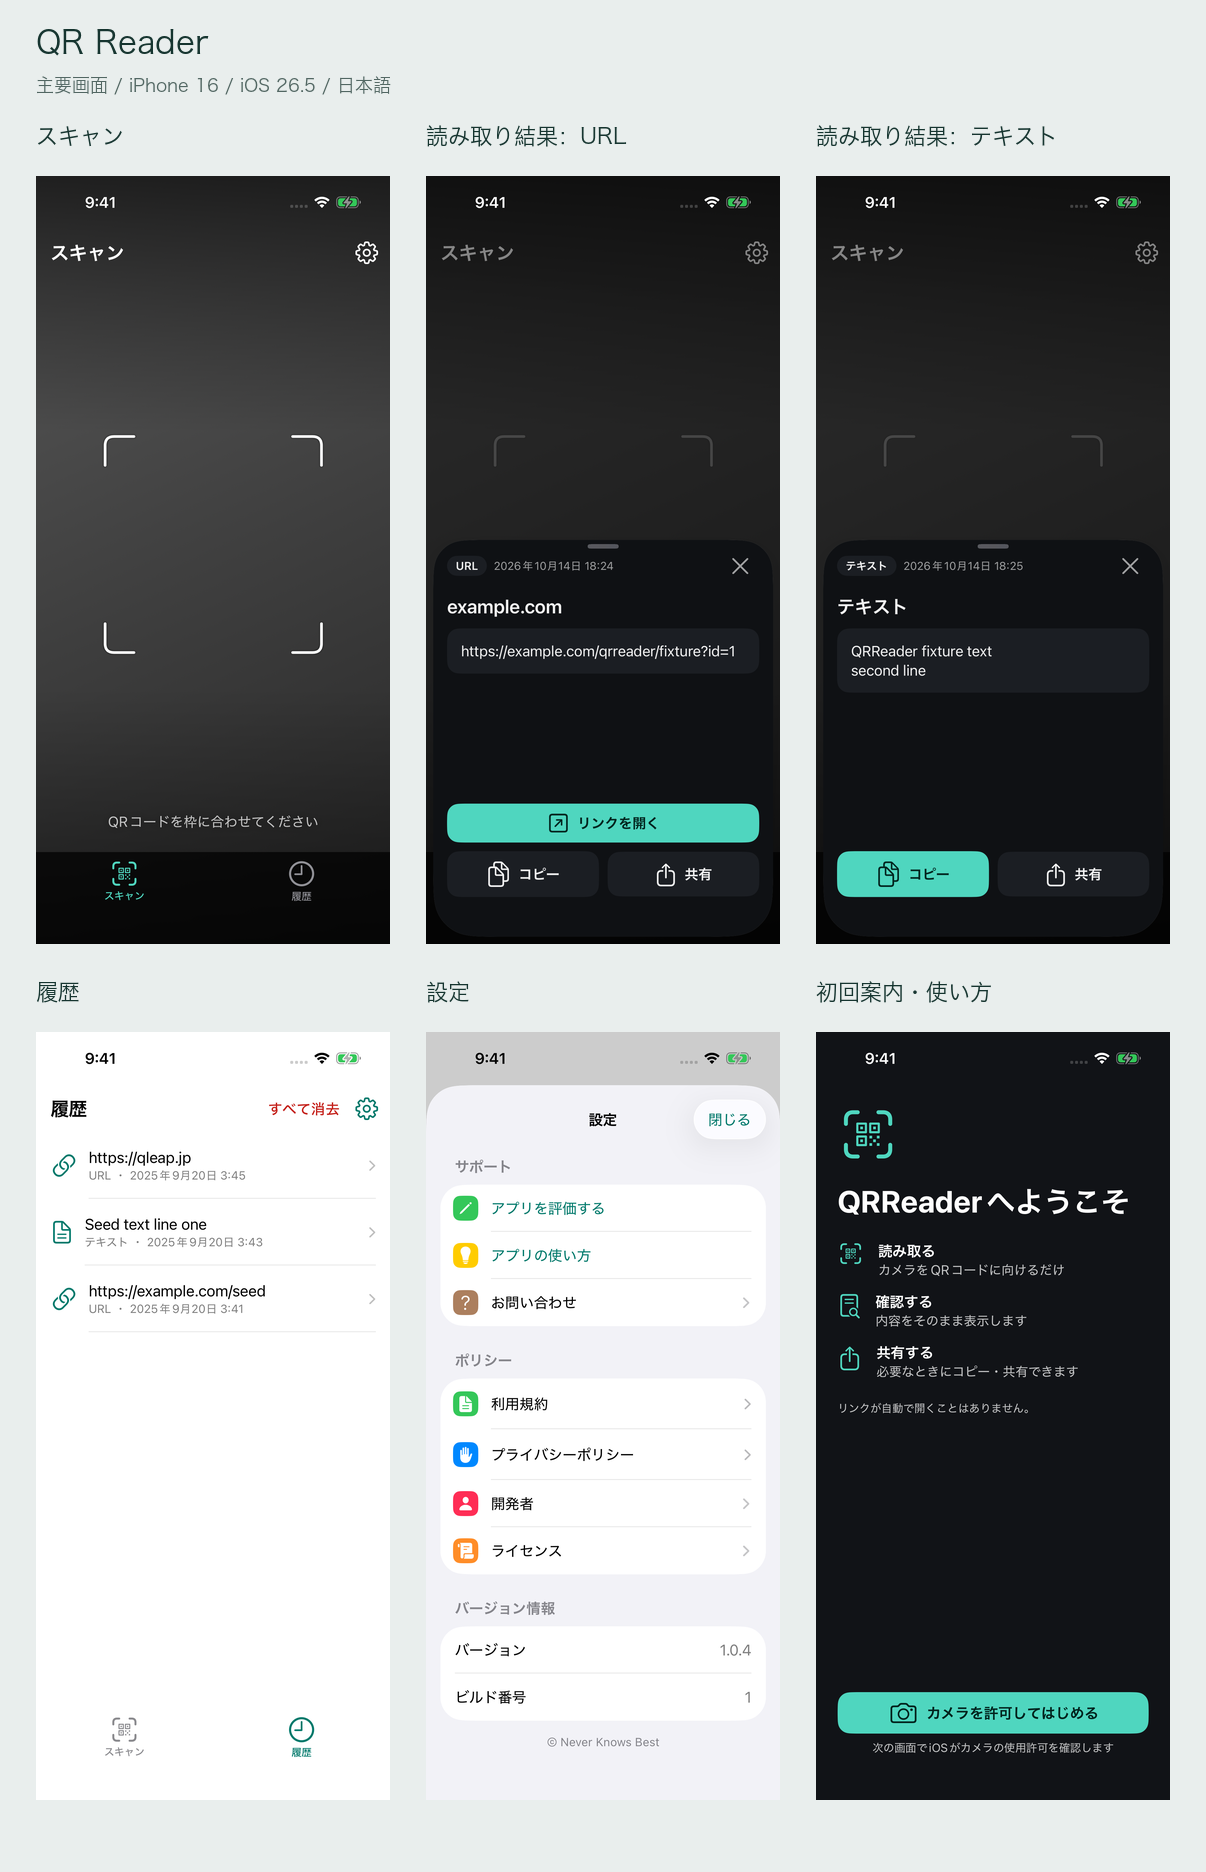 QR Reader
主要画面 / iPhone 16 / iOS 26.5 / 日本語
スキャン
9:41
スキャン
QRコードを枠に合わせてください
スキャン
履歴
読み取り結果：URL
9:41
スキャン
URL 2026年10月14日 18:24
example.com
https://example.com/qrreader/fixture?id=1
リンクを開く
コピー
共有
読み取り結果：テキスト
9:41
スキャン
テキスト 2026年10月14日 18:25
テキスト
QRReader fixture text
second line
コピー
共有
履歴
9:41
履歴
すべて消去
https://qleap.jp
URL ・ 2025年9月20日 3:45
Seed text line one
テキスト ・ 2025年9月20日 3:43
https://example.com/seed
URL ・ 2025年9月20日 3:41
スキャン
履歴
設定
9:41
設定
閉じる
サポート
アプリを評価する
アプリの使い方
お問い合わせ
ポリシー
利用規約
プライバシーポリシー
開発者
ライセンス
バージョン情報
バージョン 1.0.4
ビルド番号 1
© Never Knows Best
初回案内・使い方
9:41
QRReaderへようこそ
読み取る
カメラをQRコードに向けるだけ
確認する
内容をそのまま表示します
共有する
必要なときにコピー・共有できます
リンクが自動で開くことはありません。
カメラを許可してはじめる
次の画面でiOSがカメラの使用許可を確認します